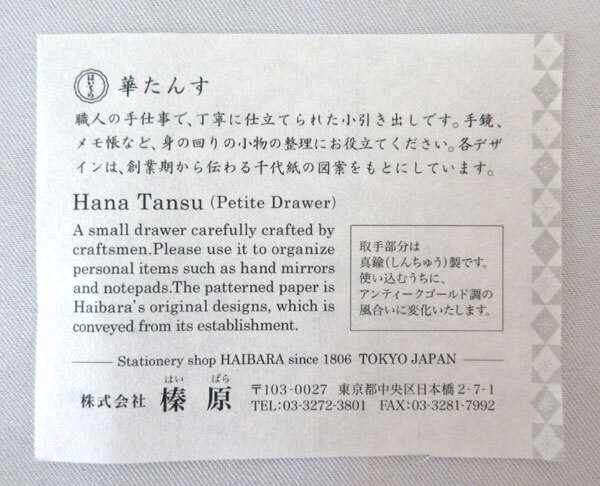 はいばら
華たんす
職人の手仕事で、丁寧に仕立てられた小引き出しです。手鏡、
メモ帳など、身の回りの小物の整理にお役立てください。各デザ
インは、創業期から伝わる千代紙の図案をもとにしています。
Hana Tansu (Petite Drawer)
A small drawer carefully crafted by
craftsmen.Please use it to organize
personal items such as hand mirrors
and notepads.The patterned paper is
Haibara's original designs, which is
conveyed from its establishment.
取手部分は
真鍮(しんちゅう)製です。
使い込むうちに、
アンティークゴールド調の
風合いに変化いたします。
Stationery shop HAIBARA since 1806 TOKYO JAPAN
はい ばら
株式会社 榛原
〒103-0027 東京都中央区日本橋2-7-1
TEL:03-3272-3801 FAX:03-3281-7992